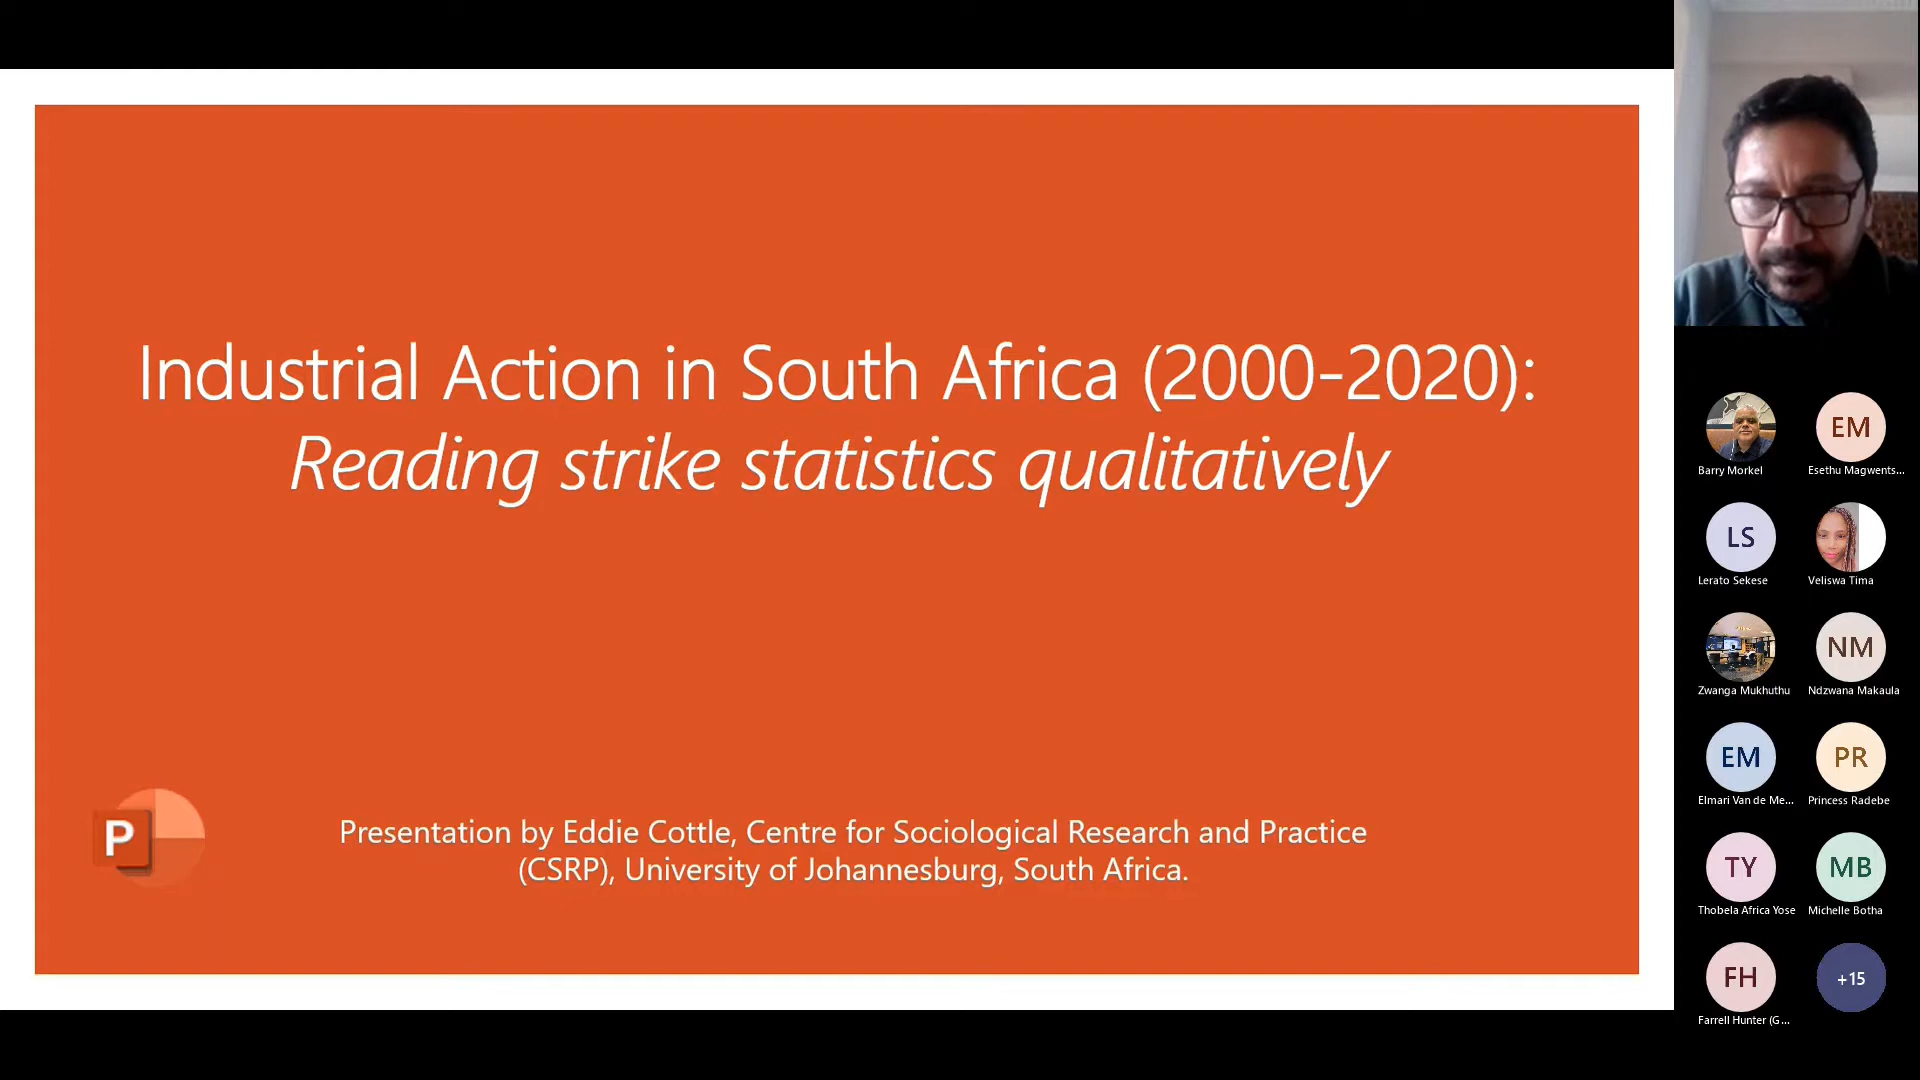 Industrial Action in South Africa (2000-2020):
Reading strike statistics qualitatively
P
Presentation by Eddie Cottle, Centre for Sociological Research and Practice
(CSRP), University of Johannesburg, South Africa.
Barry Morkel
EM
Esethu Magwents...
LS
Lerato Sekese
Veliswa Tima
Zwanga Mukhuthu
NM
Ndzwana Makaula
EM
Elmari Van de Me...
PR
Princess Radebe
TY
Thobela Africa Yose
MB
Michelle Botha
FH
Farrell Hunter (G...
+15